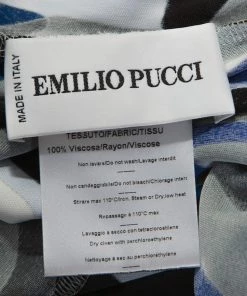 MADE IN ITALY
EMILIO PUCCI
TESSUTO/FABRIC/TISSU
100% Viscosa/Rayon/Viscose
Non lavare/Do not wash/Lavage interdit
Non candeggiare/Do not bleach/Chlorage interdit
Stirare max 110°C/Iron, Steam or Dry,low heat
Repassage à 110°C max
Lavaggio a secco con tetracloroetilene
Dry clean with perchlorethylene
Nettoyage a sec au perchloréthylène